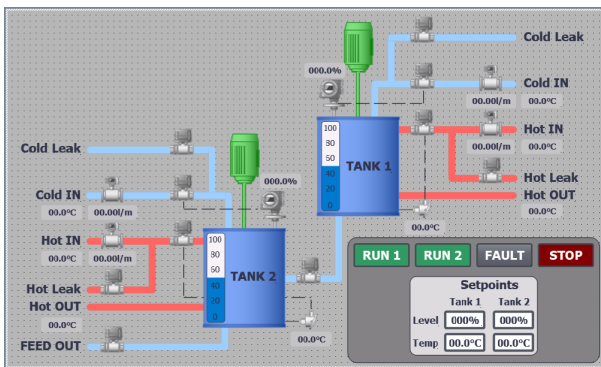 Cold Leak
000.0%
Cold IN
00.00l/m 00.0°C
Hot IN
00.00l/m 00.0°C
100
80
60
40
20
0
TANK 1
Hot Leak
Hot OUT
00.0°C
00.0°C
Cold Leak
000.0%
Cold IN
00.0°C 00.00l/m
Hot IN
00.0°C 00.00l/m
100
80
60
40
20
0
TANK 2
Hot Leak
Hot OUT
00.0°C
00.0°C
FEED OUT
RUN 1 RUN 2 FAULT STOP
Setpoints
Tank 1 Tank 2
Level 000% 000%
Temp 00.0°C 00.0°C